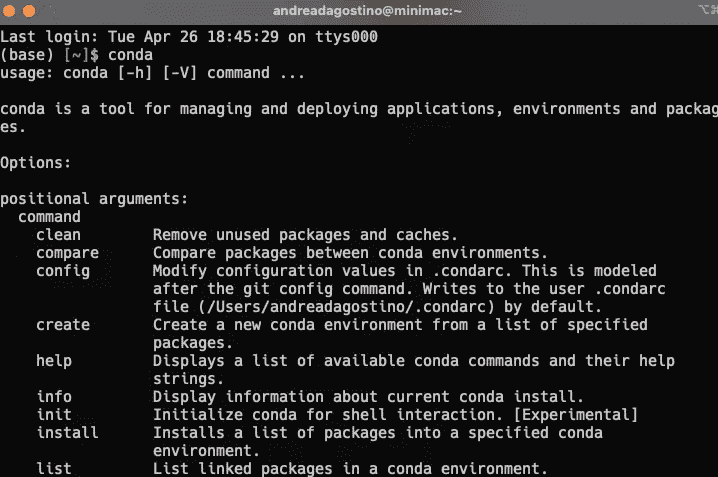 andreadagostino@minimac:~
Last login: Tue Apr 26 18:45:29 on ttys000
(base) [~]$ conda
usage: conda [-h] [-V] command ...
conda is a tool for managing and deploying applications, environments and packag
es.
Options:
positional arguments:
  command
    clean        Remove unused packages and caches.
    compare      Compare packages between conda environments.
    config       Modify configuration values in .condarc. This is modeled
                 after the git config command. Writes to the user .condarc
                 file (/Users/andreadagostino/.condarc) by default.
    create       Create a new conda environment from a list of specified
                 packages.
    help         Displays a list of available conda commands and their help
                 strings.
    info         Display information about current conda install.
    init         Initialize conda for shell interaction. [Experimental]
    install      Installs a list of packages into a specified conda
                 environment.
    list         List linked packages in a conda environment.